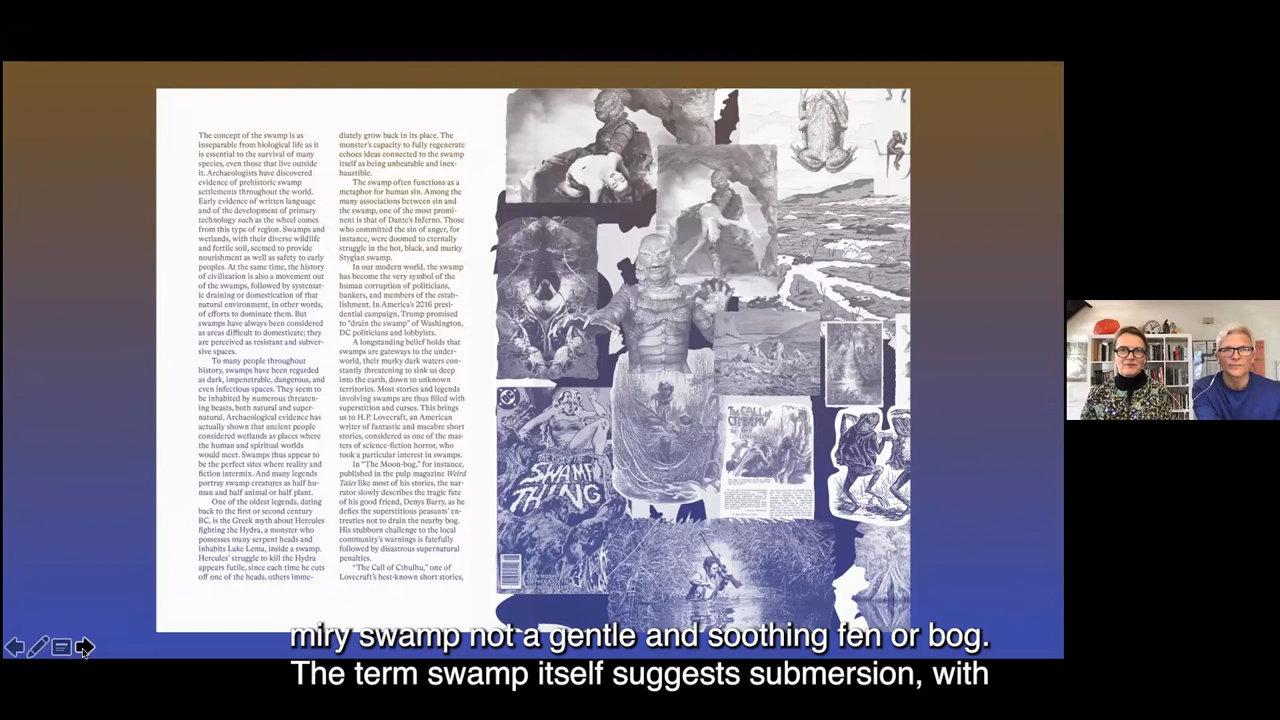 The concept of the swamp is as
inseparable from biological life as it
is essential to the survival of many
species, even those that live outside
it. Archaeologists have discovered
evidence of prehistoric swamp
settlements throughout the world.
Early evidence of written language
and of the development of primary
technology such as the wheel comes
from this type of region. Swamps and
wetlands, with their diverse wildlife
and fertile soil, seemed to provide
nourishment as well as safety to early
peoples. At the same time, the history
of civilization is also a movement out
of the swamps, followed by systemat-
ic draining or domestication of that
natural environment, in other words,
of efforts to dominate them. But
swamps have always been considered
as areas difficult to domesticate; they
are perceived as resistant and subver-
sive spaces.
To many people throughout
history, swamps have been regarded
as dark, impenetrable, dangerous, and
even infectious spaces. They seem to
be inhabited by numerous threaten-
ing beasts, both natural and super-
natural. Archaeological evidence has
actually shown that ancient people
considered wetlands as places where
the human and spiritual worlds
would meet. Swamps thus appear to
be the perfect sites where reality and
fiction intermix. And many legends
portray swamp creatures as half hu-
man and half animal or half plant.
One of the oldest legends, dating
back to the first or second century
BC, is the Greek myth about Hercules
fighting the Hydra, a monster who
possesses many serpent heads and
inhabits Lake Lerna, inside a swamp.
Hercules' struggle to kill the Hydra
appears futile, since each time he cuts
off one of the heads, others imme-
diately grow back in its place. The
monster's capacity to fully regenerate
echoes ideas connected to the swamp
itself as being unbeatable and inex-
haustible.
The swamp often functions as a
metaphor for human sin. Among the
many associations between sin and
the swamp, one of the most promi-
nent is that of Dante's Inferno. Those
who committed the sin of anger, for
instance, were doomed to eternally
struggle in the hot, black, and murky
Stygian swamp.
In our modern world, the swamp
has become the very symbol of the
human corruption of politicians,
bankers, and members of the estab-
lishment. In America's 2016 presi-
dential campaign, Trump promised
to "drain the swamp" of Washington,
DC politicians and lobbyists.
A longstanding belief holds that
swamps are gateways to the under-
world, their murky dark waters con-
stantly threatening to sink us deep
into the earth, down to unknown
territories. Most stories and legends
involving swamps are thus filled with
superstition and curses. This brings
us to H.P. Lovecraft, an American
writer of fantastic and macabre short
stories, considered as one of the mas-
ters of science-fiction horror, who
took a particular interest in swamps.
In "The Moon-bog," for instance,
published in the pulp magazine Weird
Tales like most of his stories, the nar-
rator slowly describes the tragic fate
of his good friend, Denys Barry, as he
defies the superstitious peasants' en-
treaties not to drain the nearby bog.
His stubborn challenge to the local
community's warnings is fatefully
followed by disastrous supernatural
penalties.
"The Call of Cthulhu," one of
Lovecraft's best-known short stories,
DC
SWAMP
THING
The CALL of
CTHULHU
miry swamp not a gentle and soothing fen or bog.
The term swamp itself suggests submersion, with